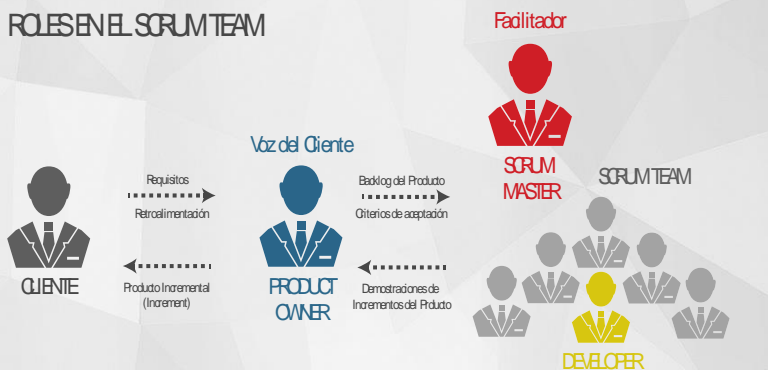 ROLES EN EL SCRUM TEAM
Facilitador
SCRUM
MASTER
Voz del Cliente
SCRUM TEAM
Requisitos
Retroalimentación
Backlog del Producto
Criterios de aceptación
CLIENTE
Producto Incremental
(Increment)
PRODUCT
OWNER
Demostraciones de
Incrementos del Prducto
DEVELOPER